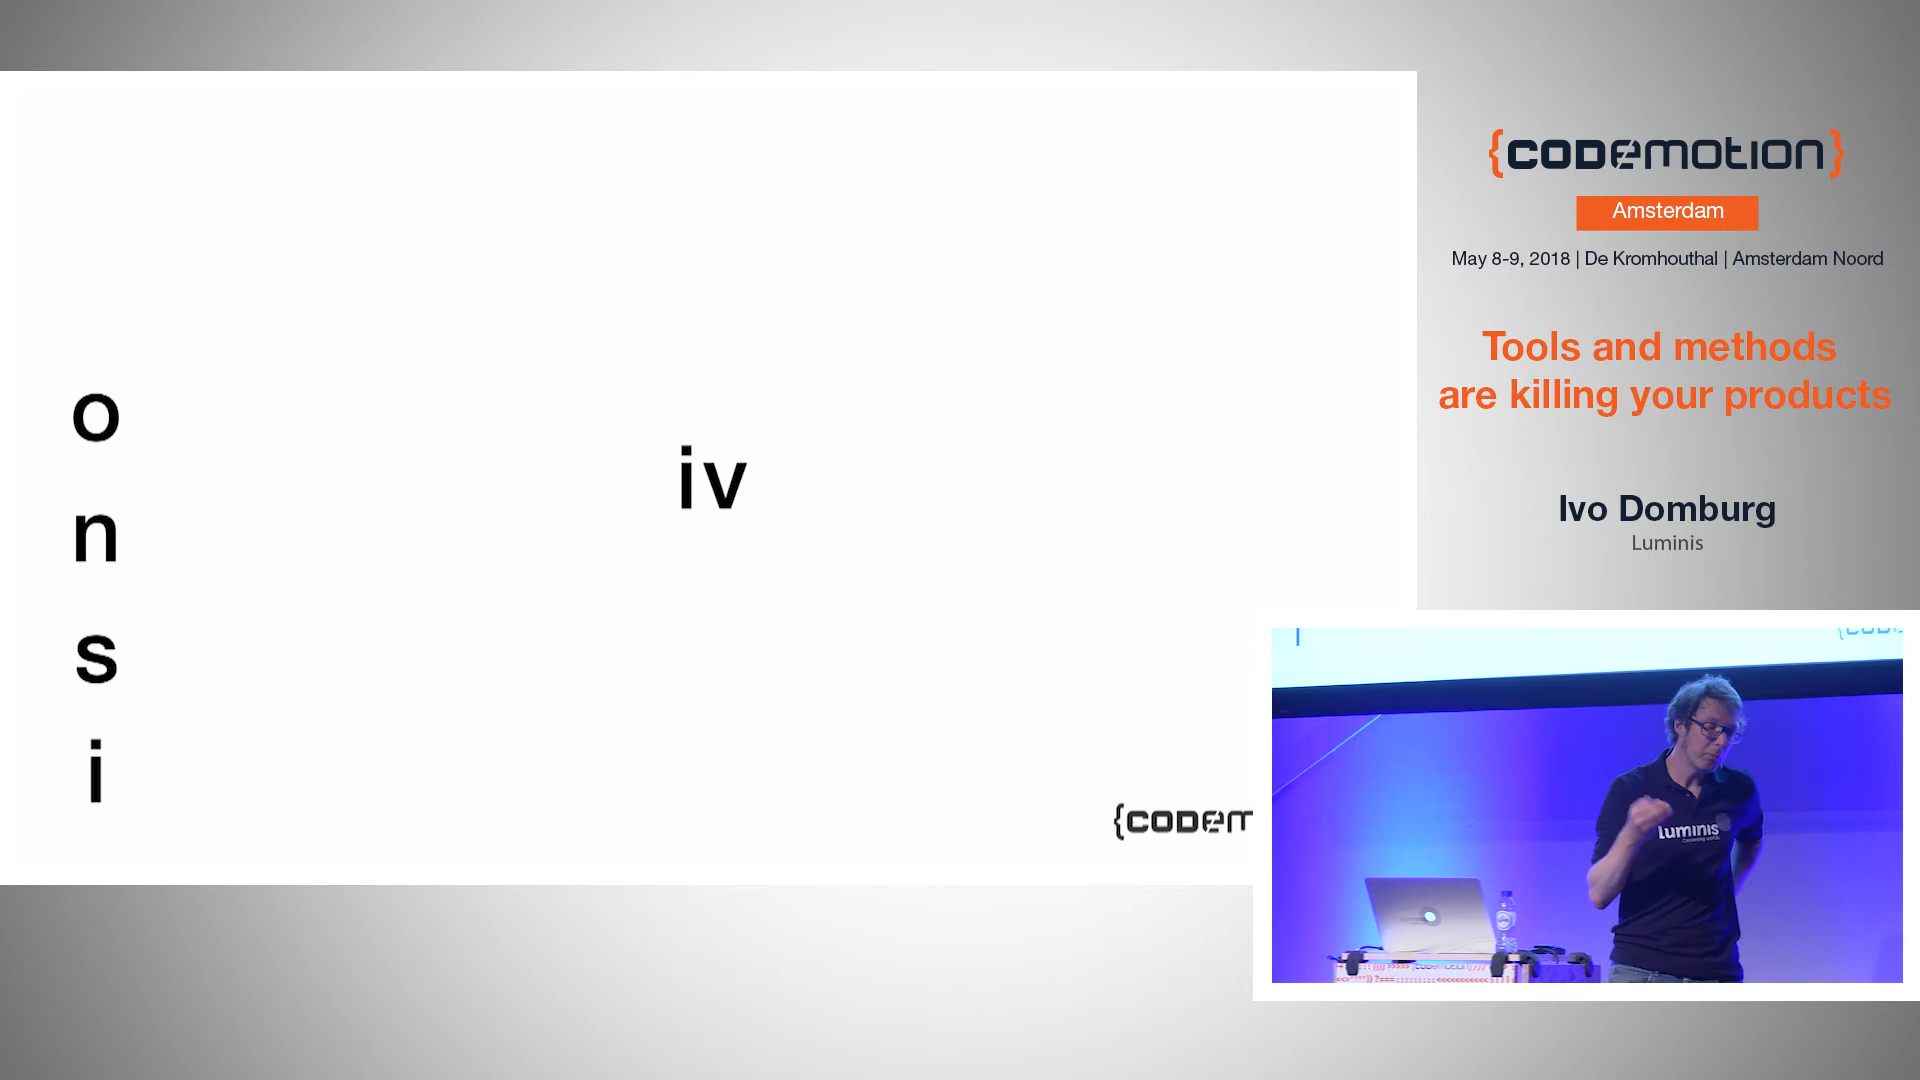 o
n
s
i
iv
{CODEM
{CODEMOTION}
Amsterdam
May 8-9, 2018 | De Kromhouthal | Amsterdam Noord
Tools and methods
are killing your products
Ivo Domburg
Luminis
luminis